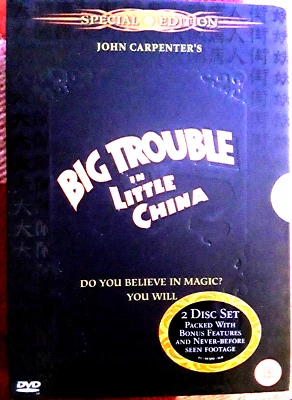 SPECIAL EDITION
JOHN CARPENTER'S
BIG TROUBLE
IN
LITTLE
CHINA
DO YOU BELIEVE IN MAGIC?
YOU WILL
2 DISC SET
PACKED WITH
BONUS FEATURES
AND NEVER-BEFORE
SEEN FOOTAGE
DVD